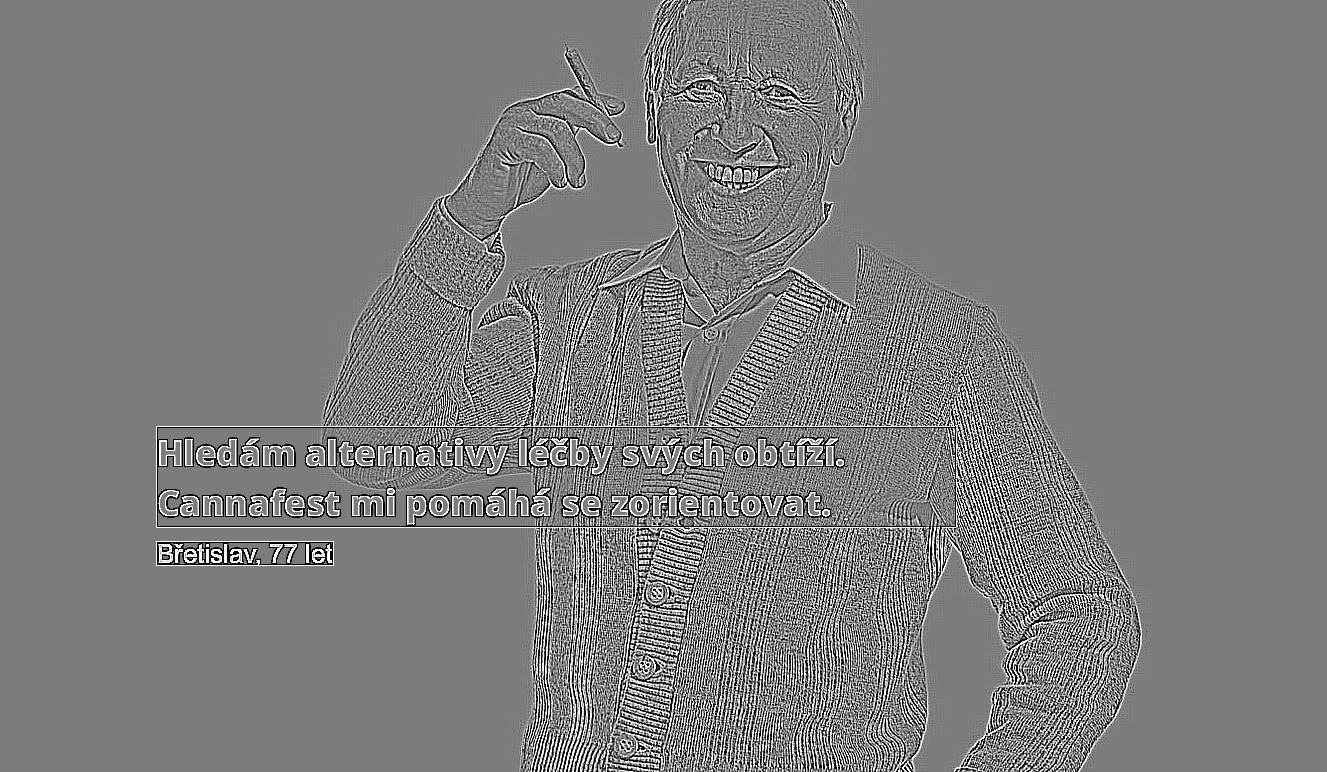 Hledám alternativy léčby svých obtíží.
Cannafest mi pomáhá se zorientovat.
Břetislav, 77 let